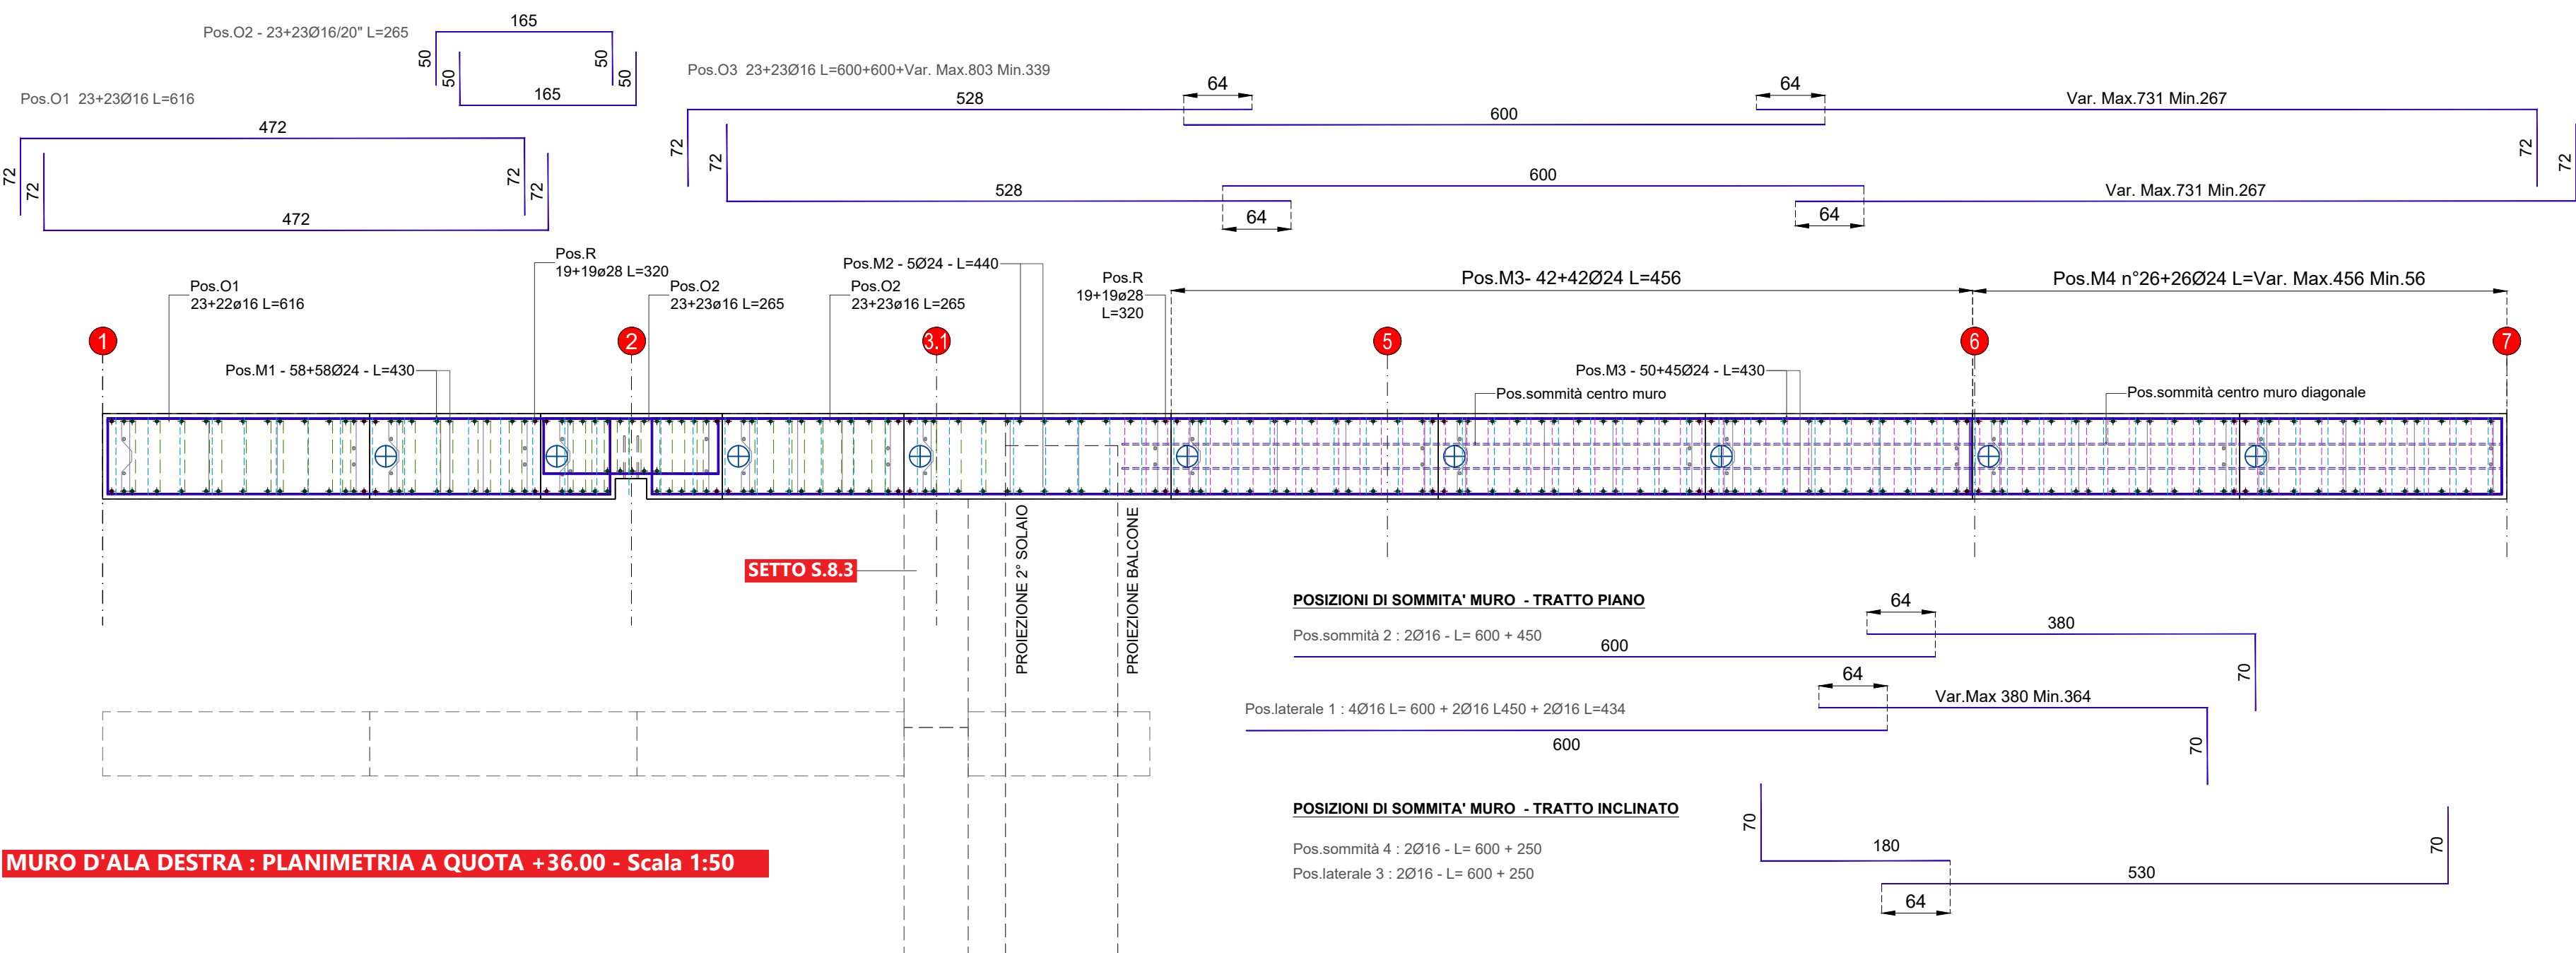 165
Pos.O2 - 23+23Ø16/20" L=265
50
50
50
50
165
Pos.O1  23+23Ø16 L=616
472
72
72
72
72
472
Pos.O3  23+23Ø16 L=600+600+Var. Max.803 Min.339
528
64
64
Var. Max.731 Min.267
600
72
72
72
72
528
600
Var. Max.731 Min.267
64
64
Pos.R
19+19ø28 L=320
Pos.O1
23+22ø16 L=616
Pos.O2
23+23ø16 L=265
Pos.M2 - 5Ø24 - L=440
Pos.O2
23+23ø16 L=265
Pos.R
19+19ø28
L=320
Pos.M3- 42+42Ø24 L=456
Pos.M4 n°26+26Ø24 L=Var. Max.456 Min.56
1
2
3.1
5
6
7
Pos.M1 - 58+58Ø24 - L=430
Pos.M3 - 50+45Ø24 - L=430
Pos.sommità centro muro
Pos.sommità centro muro diagonale
SETTO S.8.3
PROIEZIONE 2° SOLAIO
PROIEZIONE BALCONE
POSIZIONI DI SOMMITA' MURO  - TRATTO PIANO
64
380
Pos.sommità 2 : 2Ø16 - L= 600 + 450
600
70
64
Var.Max 380 Min.364
Pos.laterale 1 : 4Ø16 L= 600 + 2Ø16 L450 + 2Ø16 L=434
600
70
POSIZIONI DI SOMMITA' MURO  - TRATTO INCLINATO
70
180
70
Pos.sommità 4 : 2Ø16 - L= 600 + 250
Pos.laterale 3 : 2Ø16 - L= 600 + 250
530
64
MURO D'ALA DESTRA : PLANIMETRIA A QUOTA +36.00 - Scala 1:50